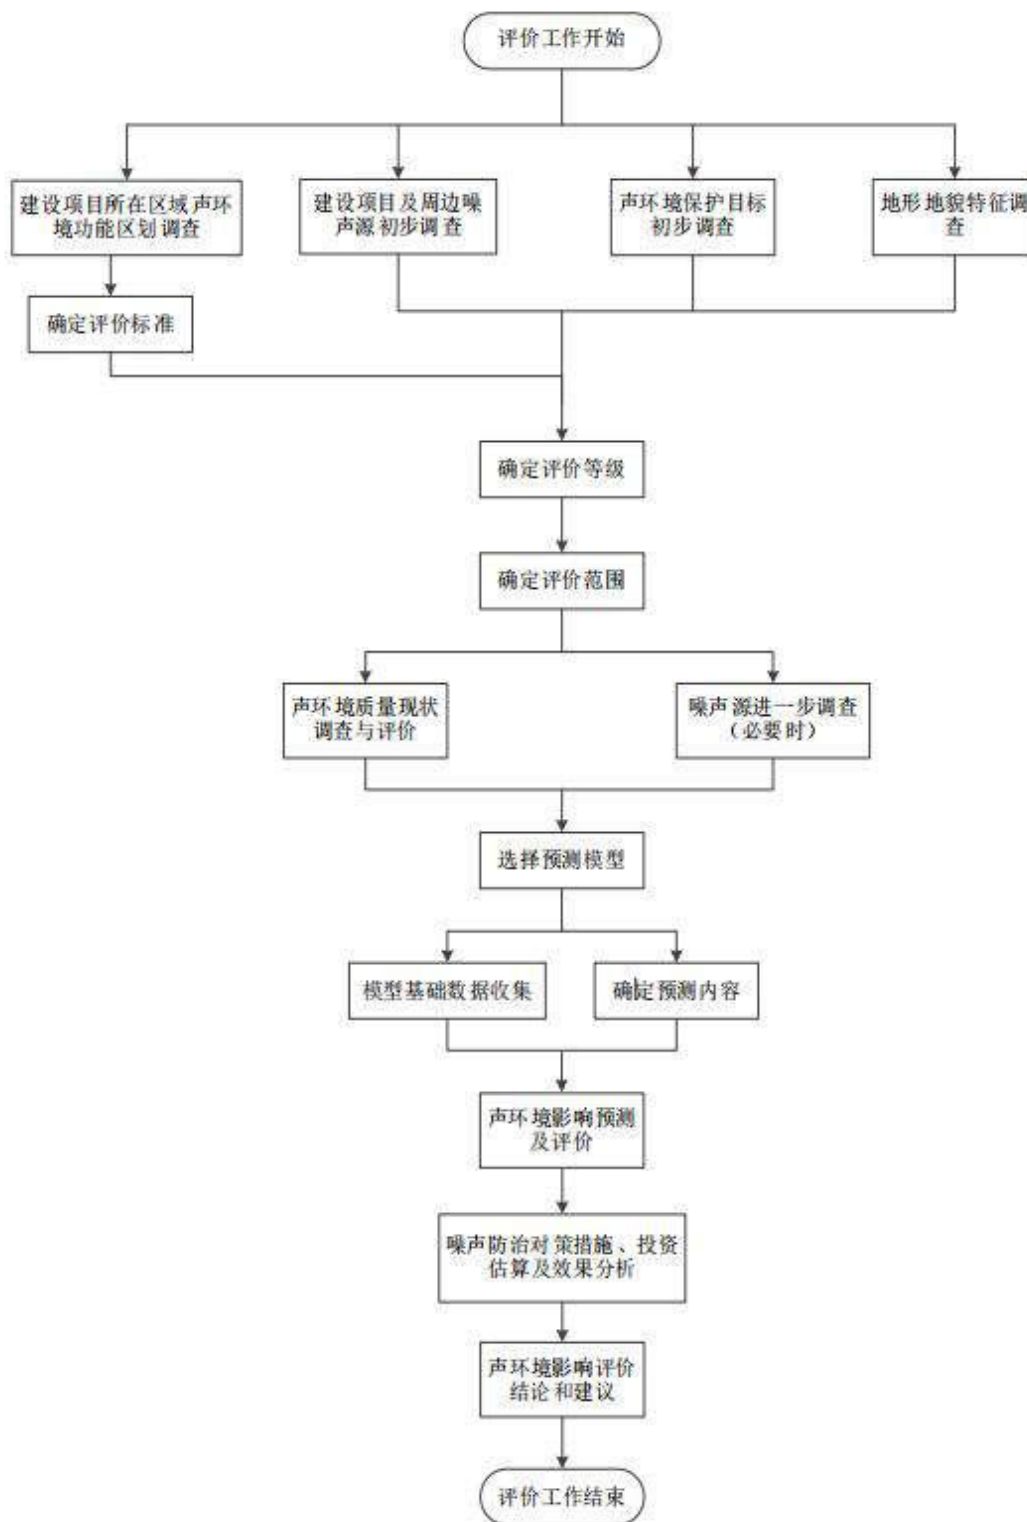 评价工作开始
建设项目所在区域声环
境功能区划调查
建设项目及周边噪
声源初步调查
声环境保护目标
初步调查
地形地貌特征调
查
确定评价标准
确定评价等级
确定评价范围
声环境质量现状
调查与评价
噪声源进一步调查
（必要时）
选择预测模型
模型基础数据收集
确定预测内容
声环境影响预测
及评价
噪声防治对策措施、投资
估算及效果分析
声环境影响评价
结论和建议
评价工作结束